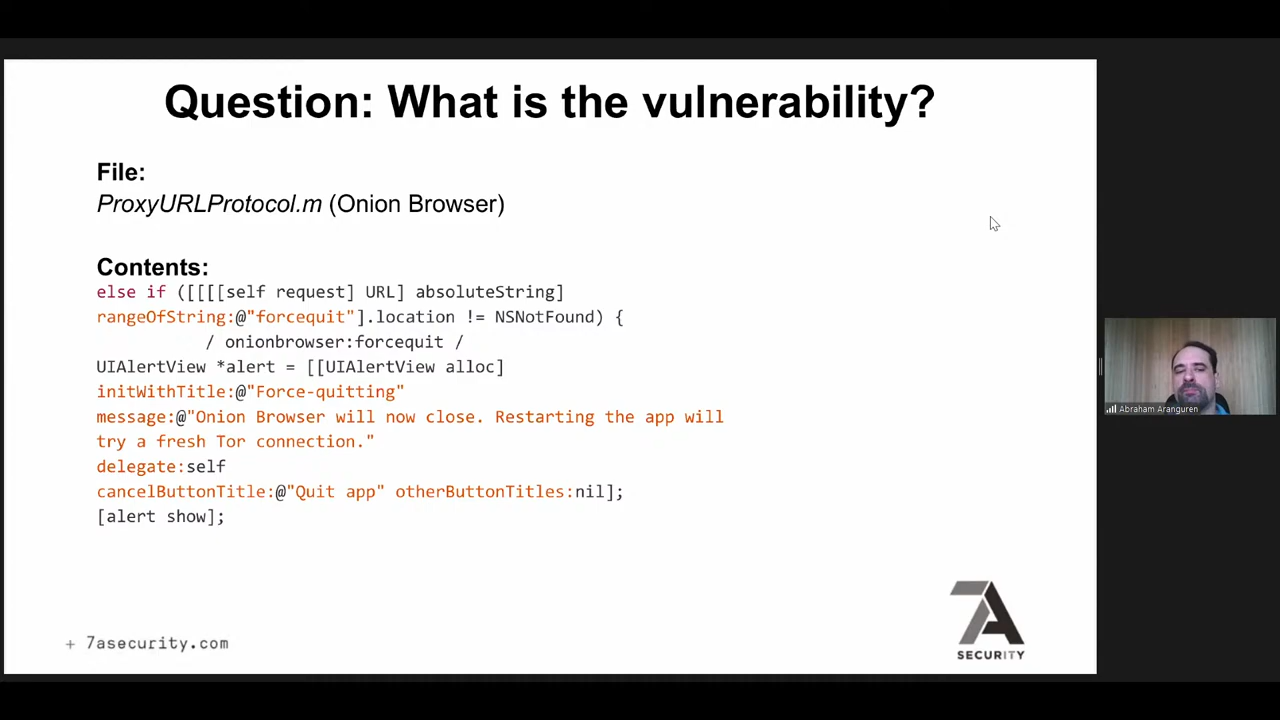 Question: What is the vulnerability?
File:
ProxyURLProtocol.m (Onion Browser)
Contents:
else if ([[[[self request] URL] absoluteString]
rangeOfString:@"forcequit"].location != NSNotFound) {
/ onionbrowser:forcequit /
UIAlertView *alert = [[UIAlertView alloc]
initWithTitle:@"Force-quitting"
message:@"Onion Browser will now close. Restarting the app will
try a fresh Tor connection."
delegate:self
cancelButtonTitle:@"Quit app" otherButtonTitles:nil];
[alert show];
Abraham Aranguren
+ 7asecurity.com
7A
SECURITY